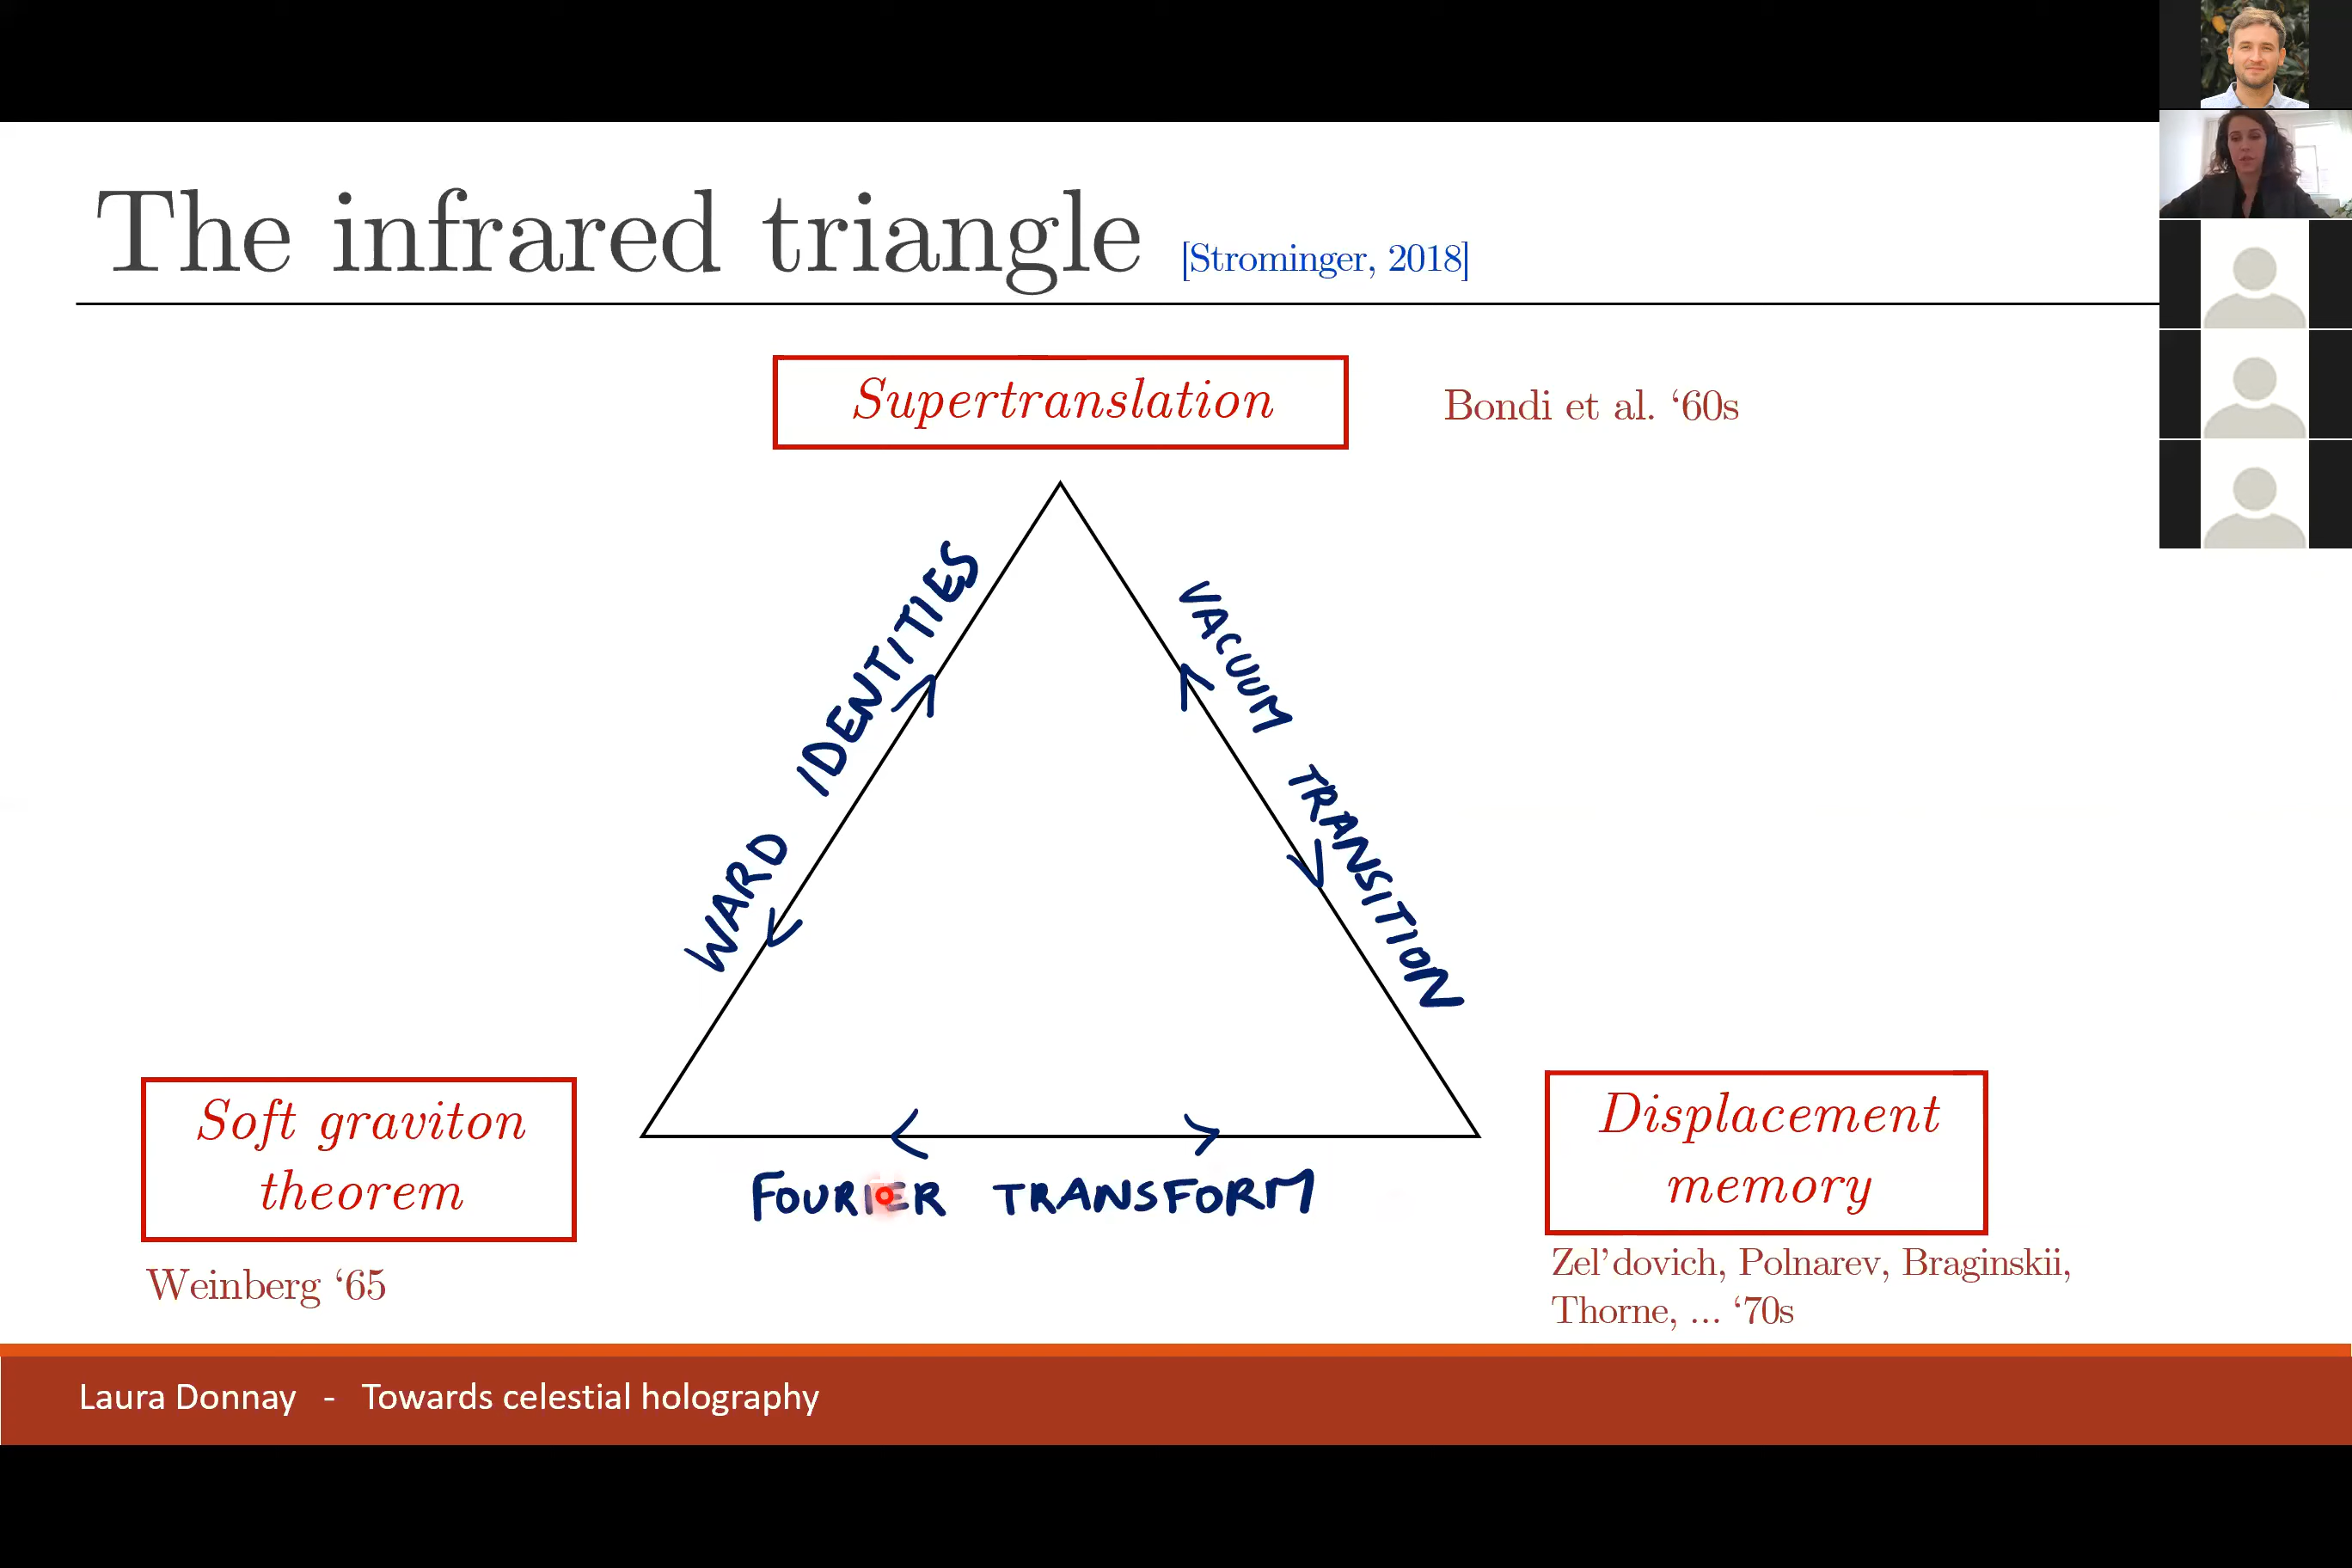 The infrared triangle [Strominger, 2018]
Supertranslation
Bondi et al. ‘60s
WARD IDENTITIES
VACUUM TRANSITION
Soft graviton
theorem
Weinberg ‘65
FOURIER TRANSFORM
Displacement
memory
Zel’dovich, Polnarev, Braginskii,
Thorne, ... ‘70s
Laura Donnay - Towards celestial holography